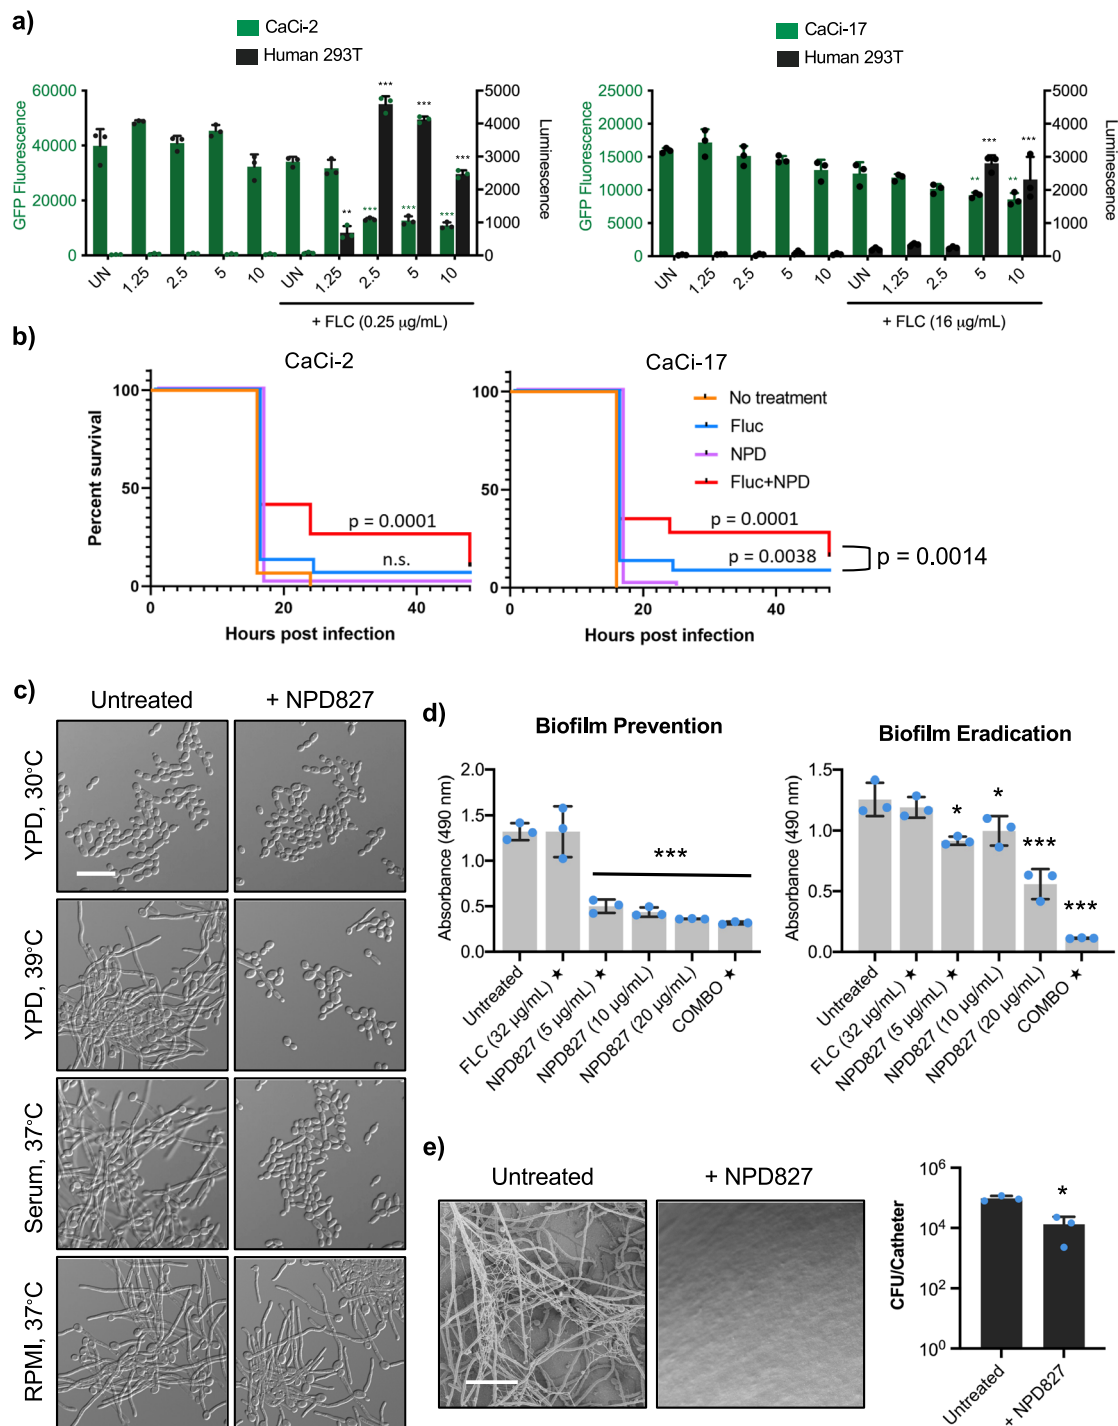 a)
CaCi-2
Human 293T
GFP Fluorescence
60000
40000
20000
0
5000
4000
3000
2000
1000
0
Luminescence
*** *** *** ** *** *** ***
UN 1.25 2.5 5 10 UN 1.25 2.5 5 10
+ FLC (0.25 µg/mL)
CaCi-17
Human 293T
GFP Fluorescence
25000
20000
15000
10000
5000
0
5000
4000
3000
2000
1000
0
Luminescence
*** *** ** **
UN 1.25 2.5 5 10 UN 1.25 2.5 5 10
+ FLC (16 µg/mL)
b)
CaCi-2
Percent survival
100
50
0
p = 0.0001
n.s.
0 20 40
Hours post infection
CaCi-17
100
50
0
No treatment
Fluc
NPD
Fluc+NPD
p = 0.0001
p = 0.0038
p = 0.0014
0 20 40
Hours post infection
c)
Untreated + NPD827
YPD, 30°C
YPD, 39°C
Serum, 37°C
RPMI, 37°C
d)
Biofilm Prevention
Absorbance (490 nm)
2.0
1.5
1.0
0.5
0.0
***
Untreated
FLC (32 µg/mL) ★
NPD827 (5 µg/mL) ★
NPD827 (10 µg/mL)
NPD827 (20 µg/mL)
COMBO ★
Biofilm Eradication
Absorbance (490 nm)
1.5
1.0
0.5
0.0
* * *** ***
Untreated
FLC (32 µg/mL) ★
NPD827 (5 µg/mL) ★
NPD827 (10 µg/mL)
NPD827 (20 µg/mL)
COMBO ★
e)
Untreated + NPD827
CFU/Catheter
10⁶
10⁴
10²
10⁰
*
Untreated
+ NPD827